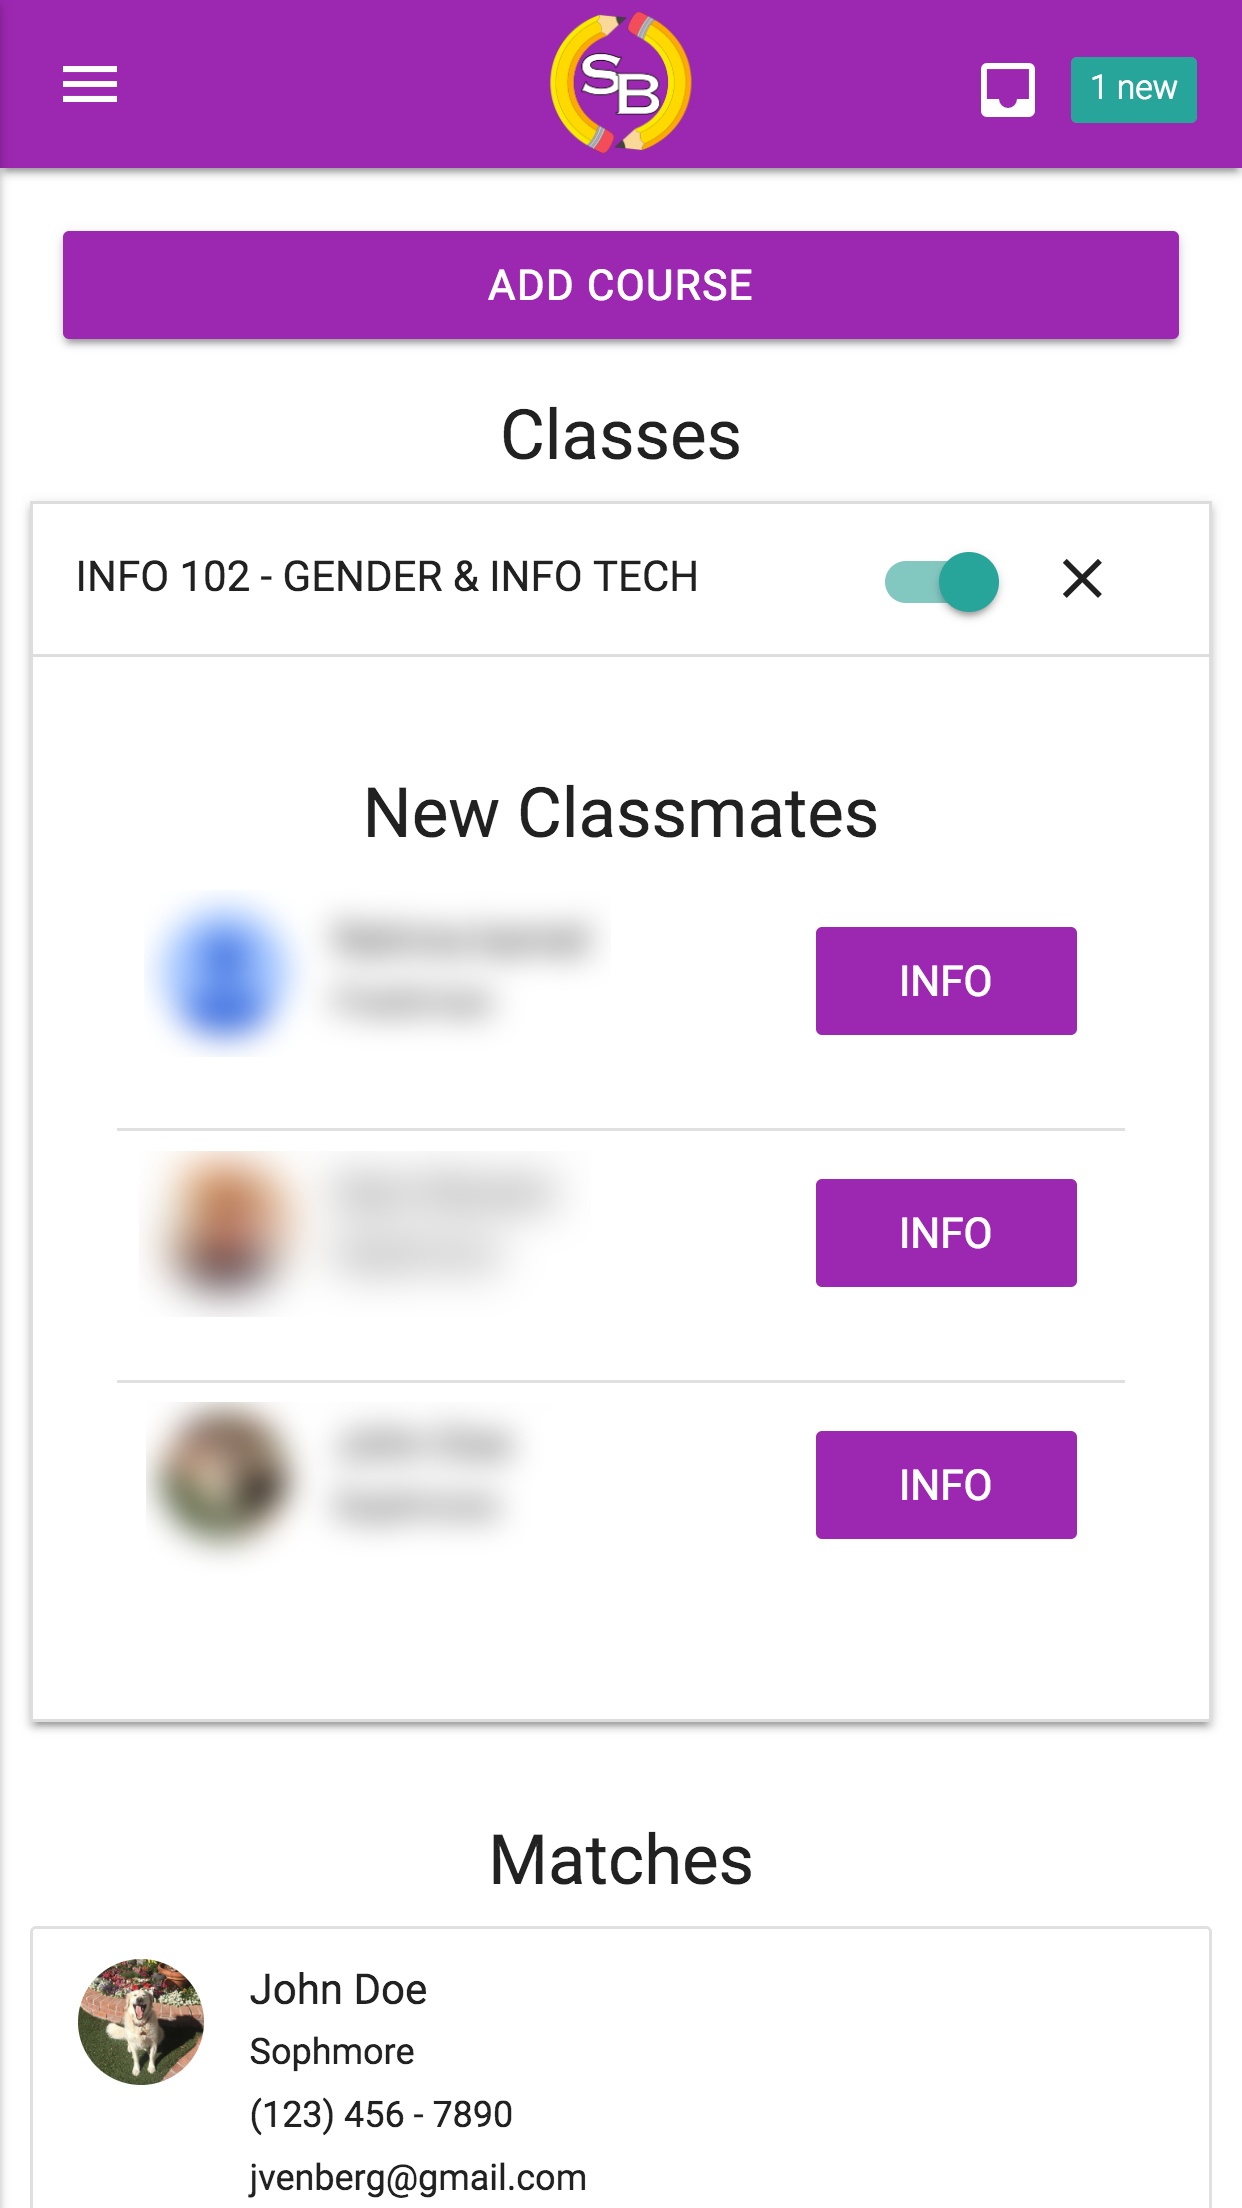 SB
1 new
ADD COURSE
Classes
INFO 102 - GENDER & INFO TECH
New Classmates
INFO
INFO
INFO
Matches
John Doe
Sophmore
(123) 456 - 7890
jvenberg@gmail.com